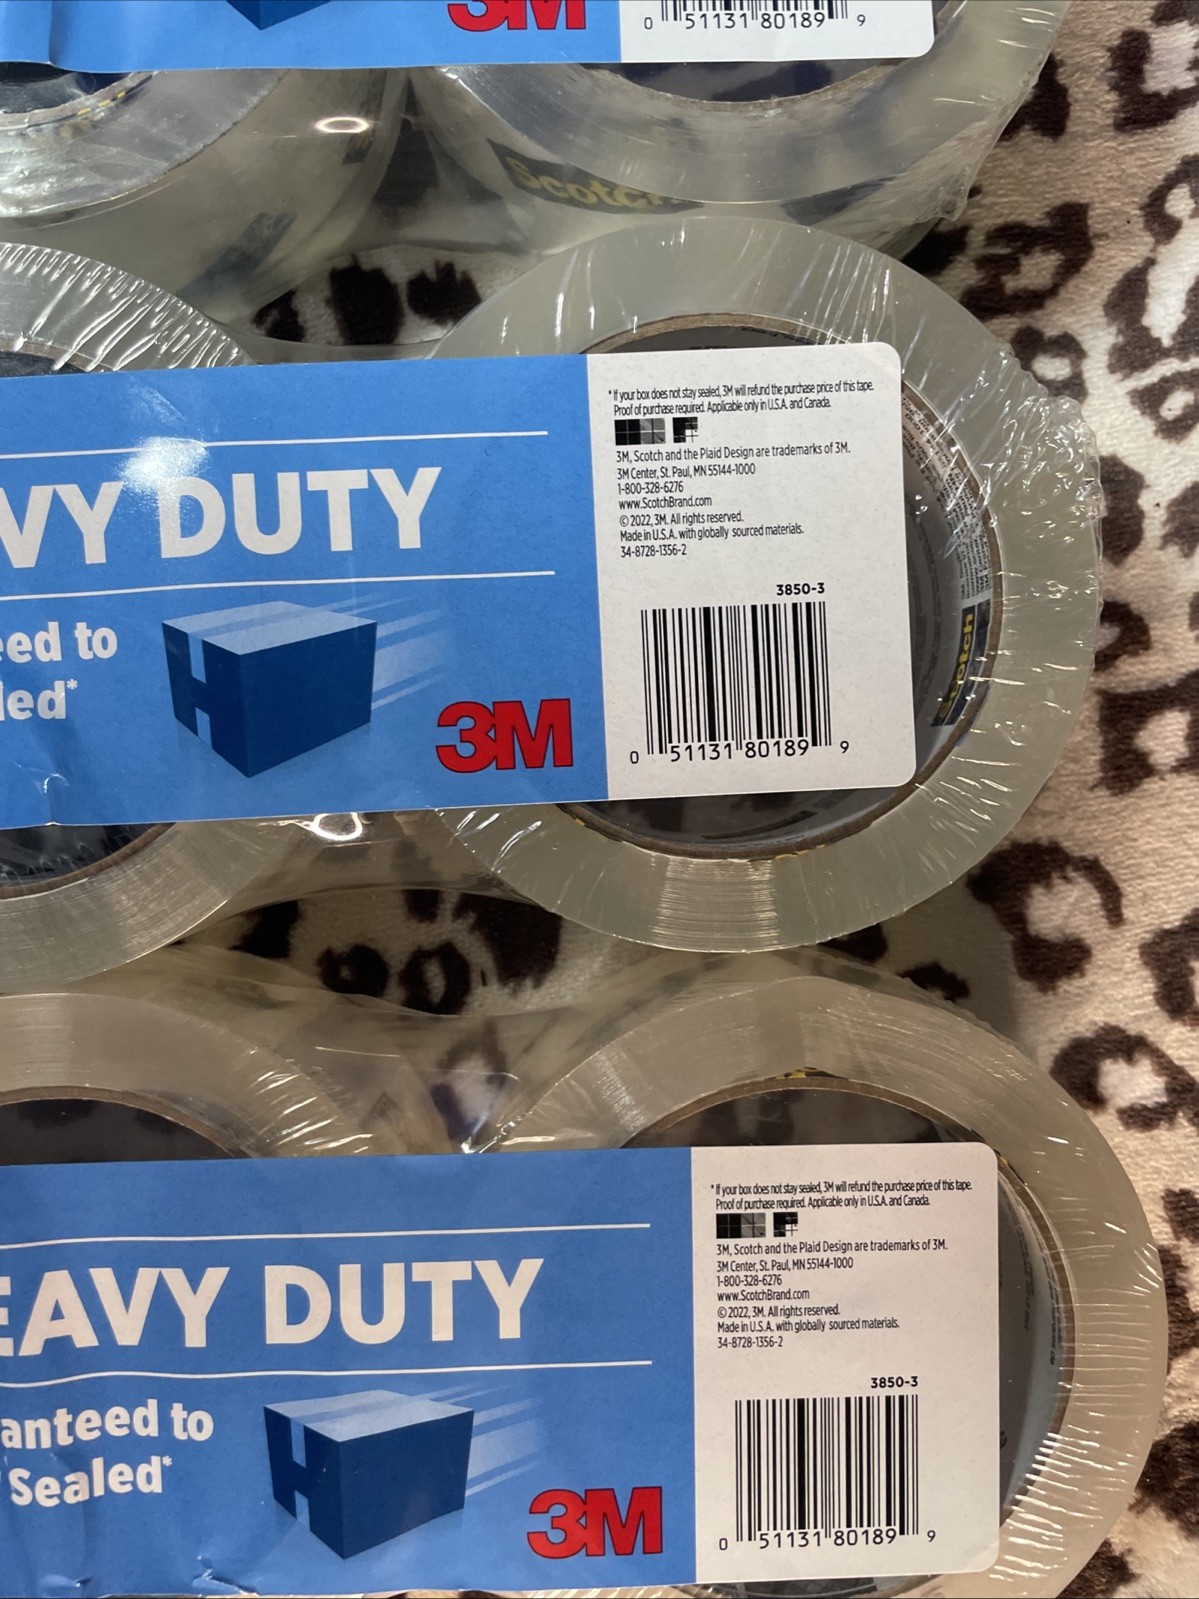 3M
0 51131 80189 9
Scotch
* If your box does not stay sealed, 3M will refund the purchase price of this tape.
Proof of purchase required. Applicable only in U.S.A. and Canada.
3M, Scotch and the Plaid Design are trademarks of 3M.
3M Center, St. Paul, MN 55144-1000
1-800-328-6276
www.ScotchBrand.com
© 2022, 3M. All rights reserved.
Made in U.S.A. with globally sourced materials.
34-8728-1356-2
VY DUTY
eed to
led*
3M
3850-3
0 51131 80189 9
Scotch
* If your box does not stay sealed, 3M will refund the purchase price of this tape.
Proof of purchase required. Applicable only in U.S.A. and Canada.
3M, Scotch and the Plaid Design are trademarks of 3M.
3M Center, St. Paul, MN 55144-1000
1-800-328-6276
www.ScotchBrand.com
© 2022, 3M. All rights reserved.
Made in U.S.A. with globally sourced materials.
34-8728-1356-2
EAVY DUTY
anteed to
Sealed*
3M
3850-3
0 51131 80189 9